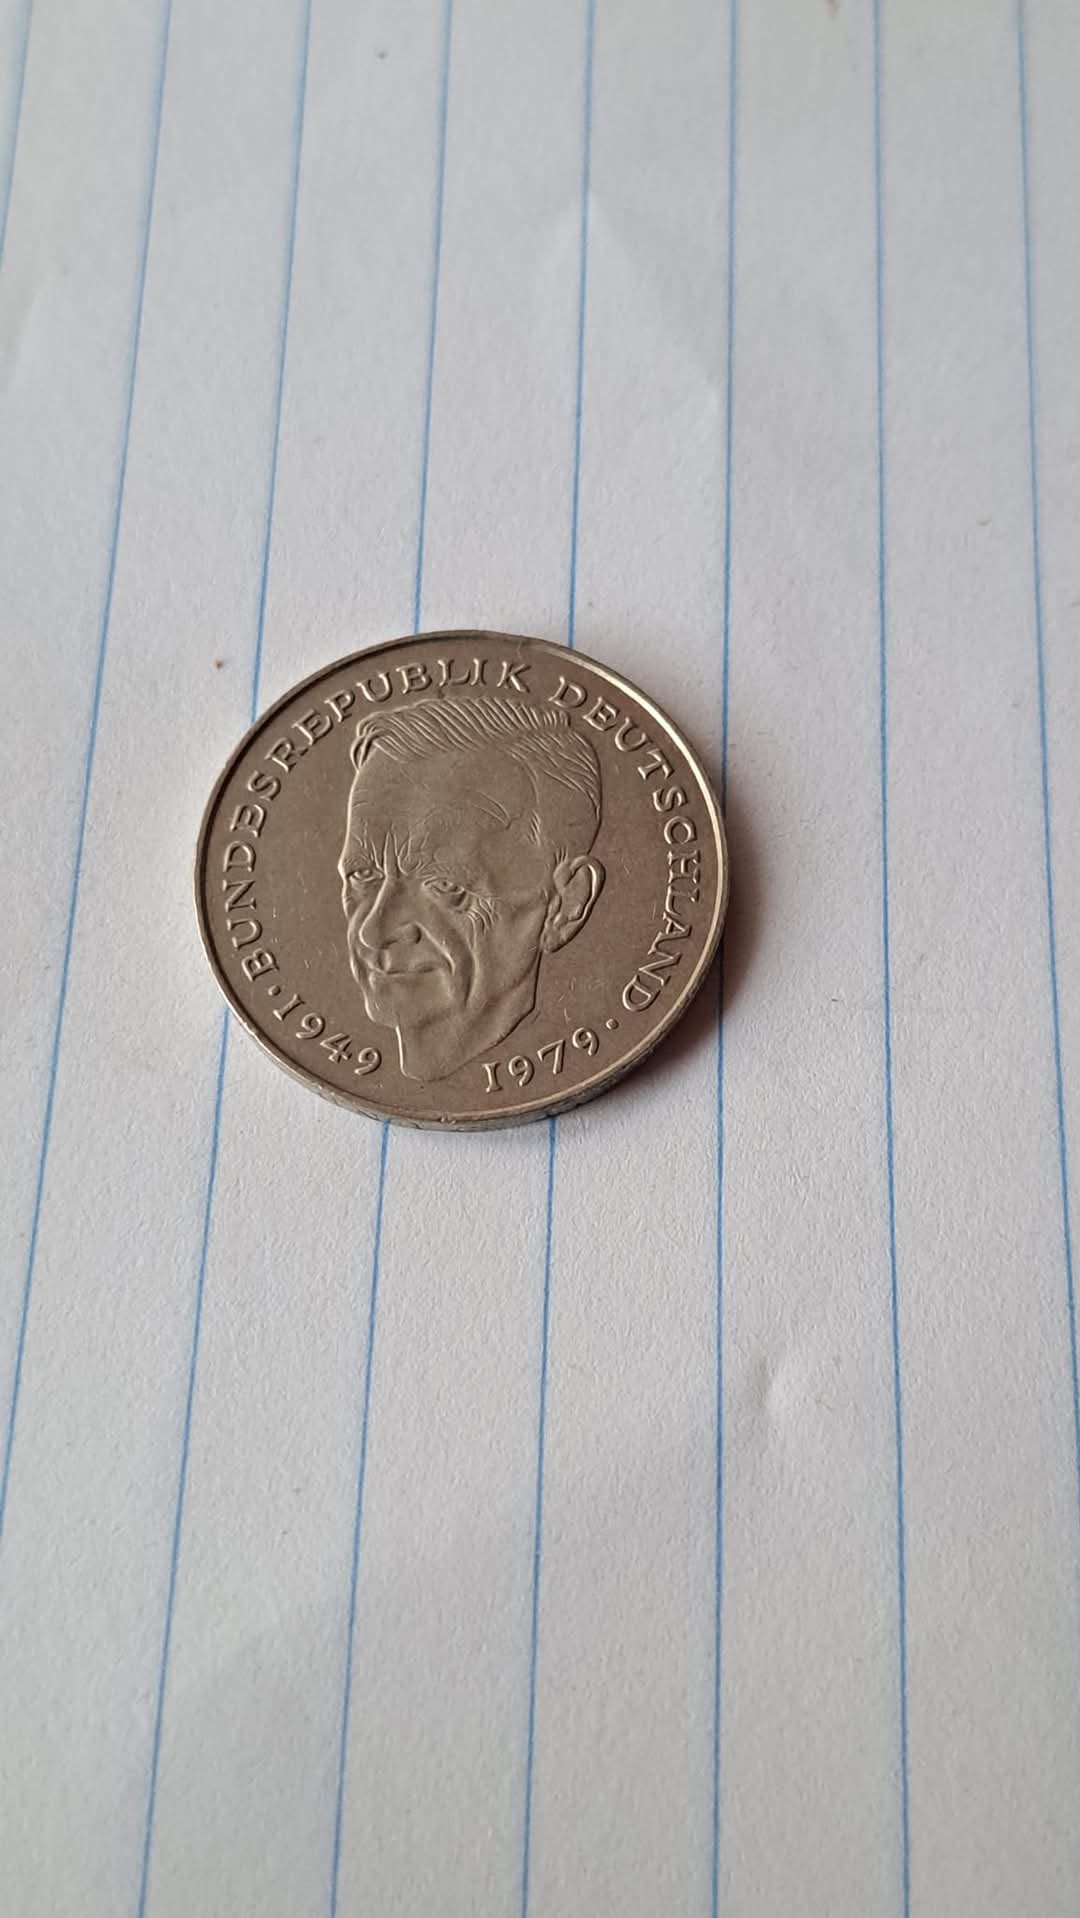 · BUNDESREPUBLIK DEUTSCHLAND ·
1949 1979